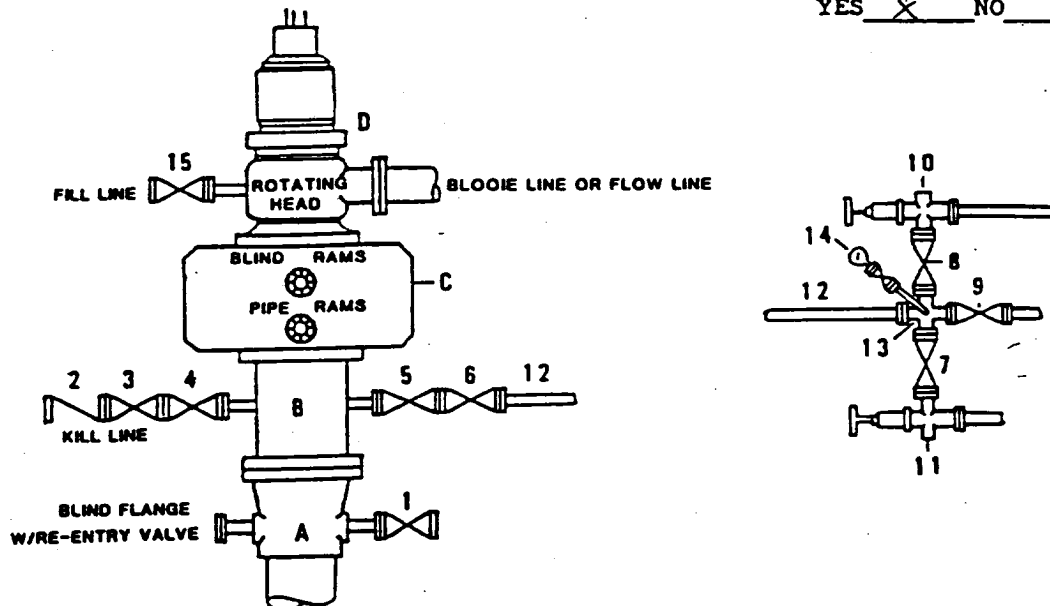 YES X NO
D
15
FILL LINE
ROTATING
HEAD
BLOOIE LINE OR FLOW LINE
BLIND RAMS
C
PIPE RAMS
2 3 4
B
5 6 12
KILL LINE
BLIND FLANGE
W/RE-ENTRY VALVE
A
1
10
14
8
12
9
13
7
11